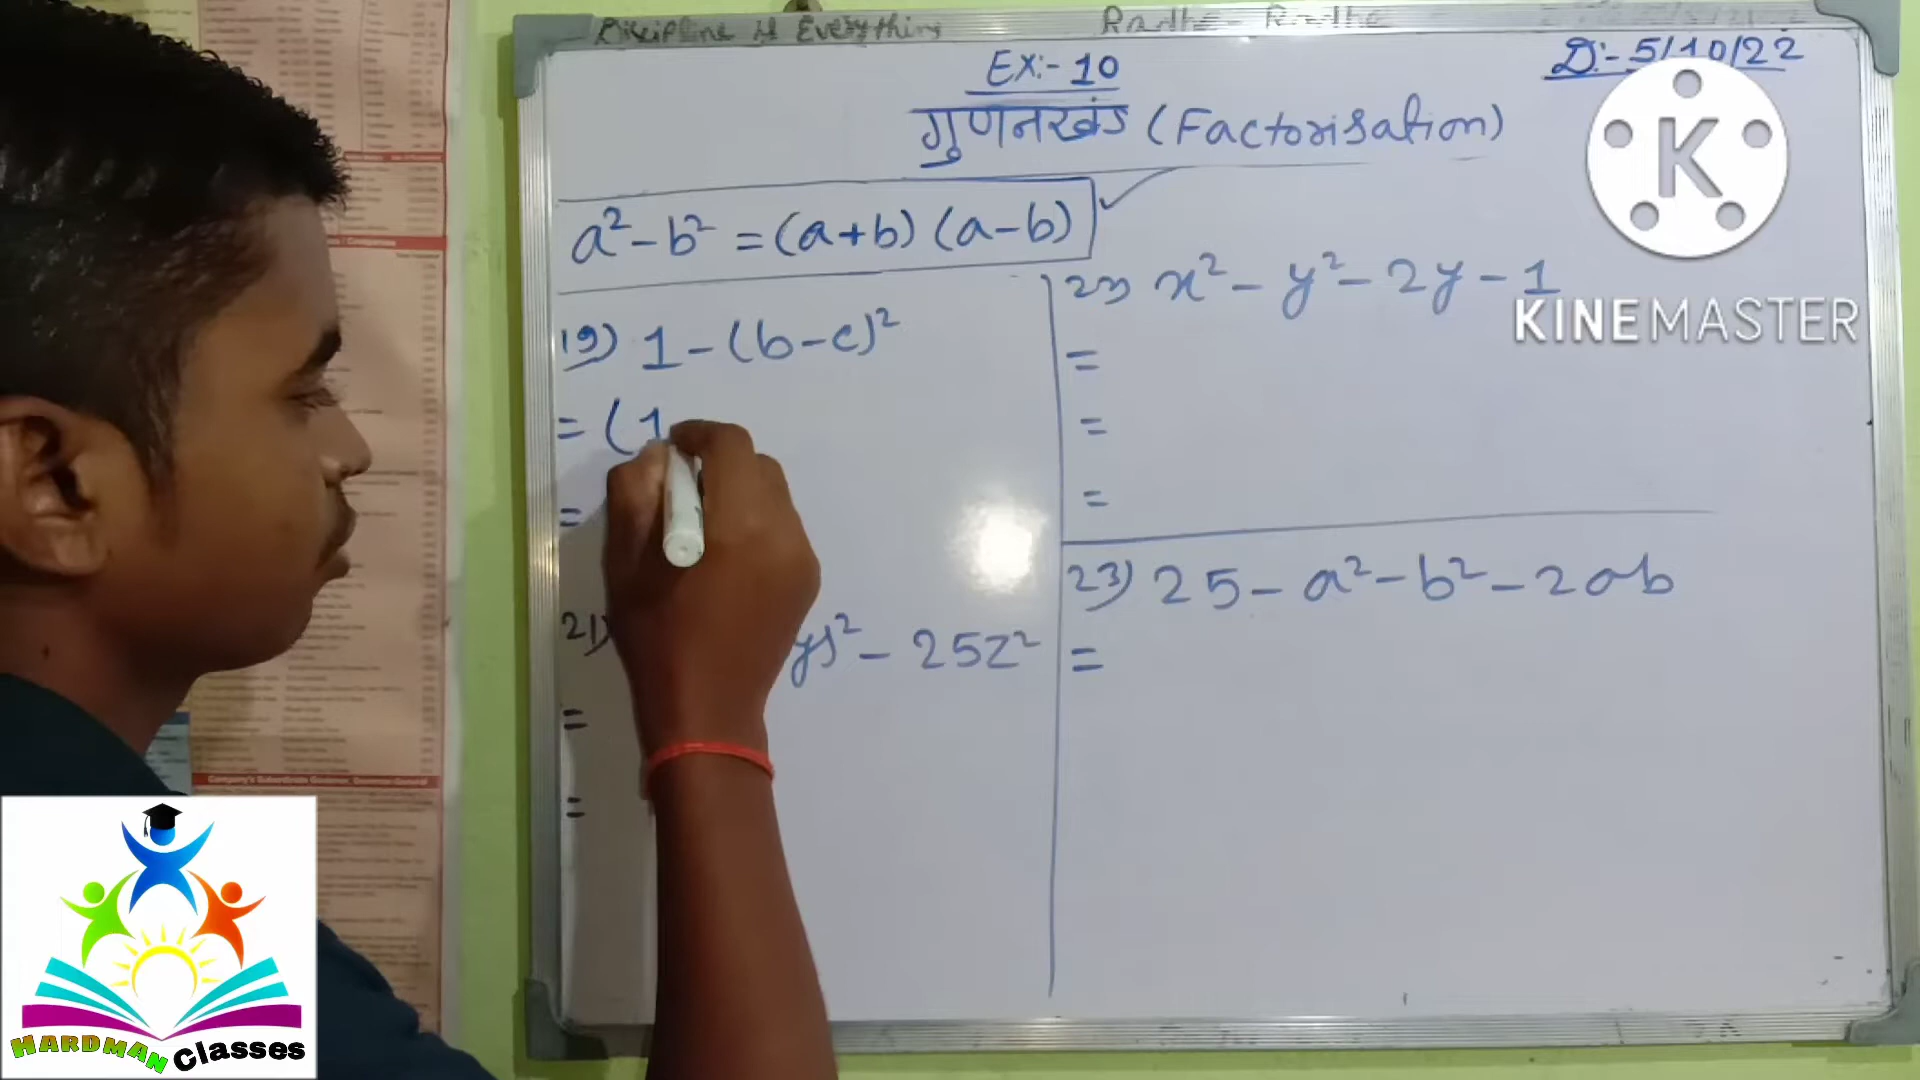 Discipline is Everything Radhe-Radhe
Ex:- 10
D:- 5/10/22
गुणनखंड (Factorisation)
a² - b² = (a+b) (a-b)
19) 1 - (b-c)²
= (1
=
21) y)² - 25z²
=
=
x² - y² - 2y - 1
=
=
=
23) 25 - a² - b² - 2ab
=
K
KINEMASTER
HARDMAN Classes